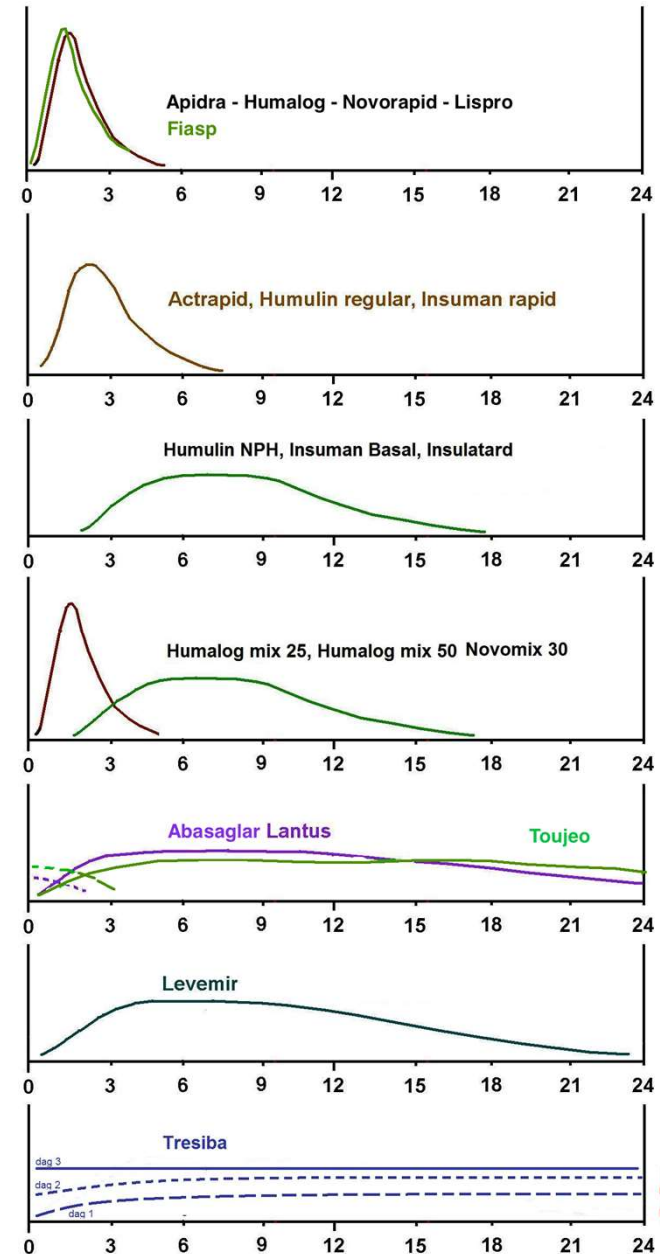 Apidra - Humalog - Novorapid - Lispro
Fiasp
0 3 6 9 12 15 18 21 24
Actrapid, Humulin regular, Insuman rapid
0 3 6 9 12 15 18 21 24
Humulin NPH, Insuman Basal, Insulatard
0 3 6 9 12 15 18 21 24
Humalog mix 25, Humalog mix 50 Novomix 30
0 3 6 9 12 15 18 21 24
Abasaglar Lantus Toujeo
0 3 6 9 12 15 18 21 24
Levemir
0 3 6 9 12 15 18 21 24
Tresiba
dag 3
dag 2
dag 1
0 3 6 9 12 15 18 21 24